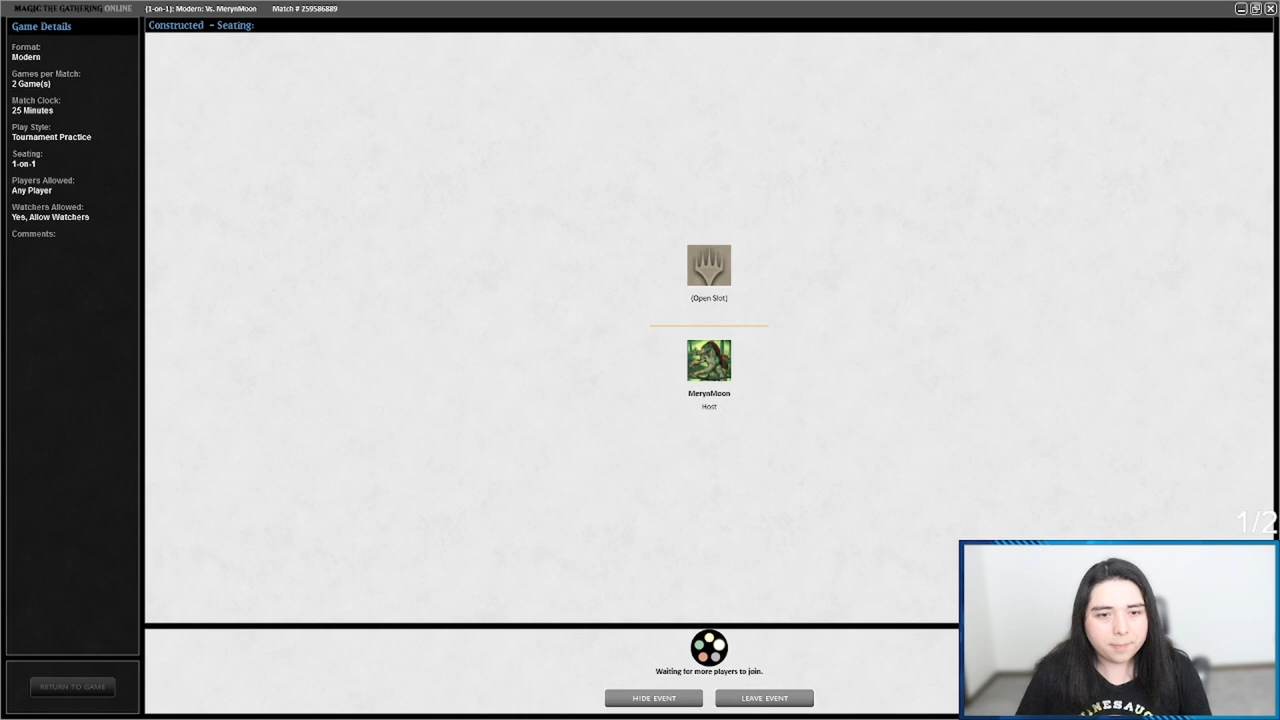 MAGIC THE GATHERING ONLINE (1-on-1): Modern: Vs. MerynMoon Match # 259586889
Game Details
Constructed - Seating:
Format:
Modern
Games per Match:
2 Game(s)
Match Clock:
25 Minutes
Play Style:
Tournament Practice
Seating:
1-on-1
Players Allowed:
Any Player
Watchers Allowed:
Yes, Allow Watchers
Comments:
(Open Slot)
MerynMoon
Host
1/2
Waiting for more players to join.
RETURN TO GAME
HIDE EVENT LEAVE EVENT